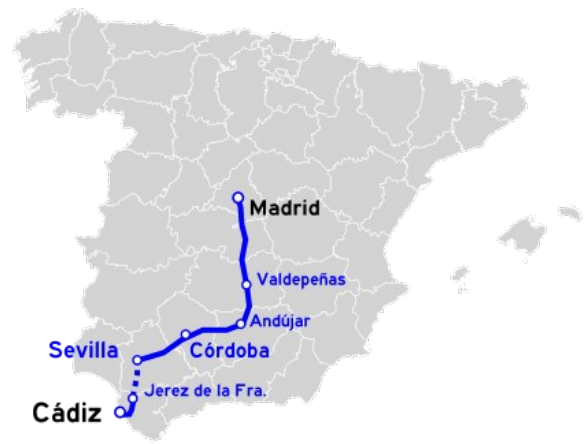 Madrid
Valdepeñas
Andújar
Córdoba
Sevilla
Jerez de la Fra.
Cádiz